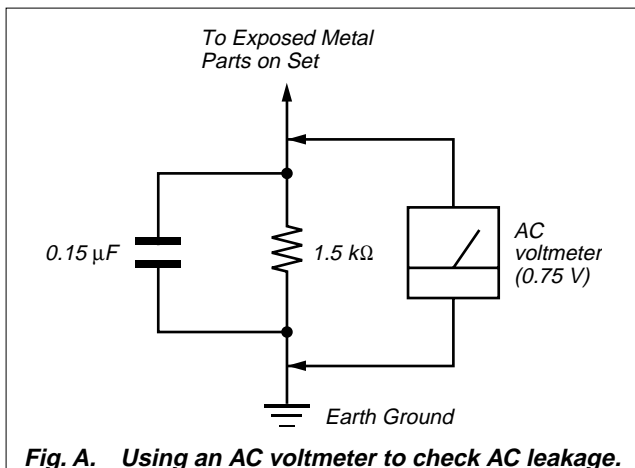 To Exposed Metal
Parts on Set
0.15 μF
1.5 kΩ
AC
voltmeter
(0.75 V)
Earth Ground
Fig. A. Using an AC voltmeter to check AC leakage.